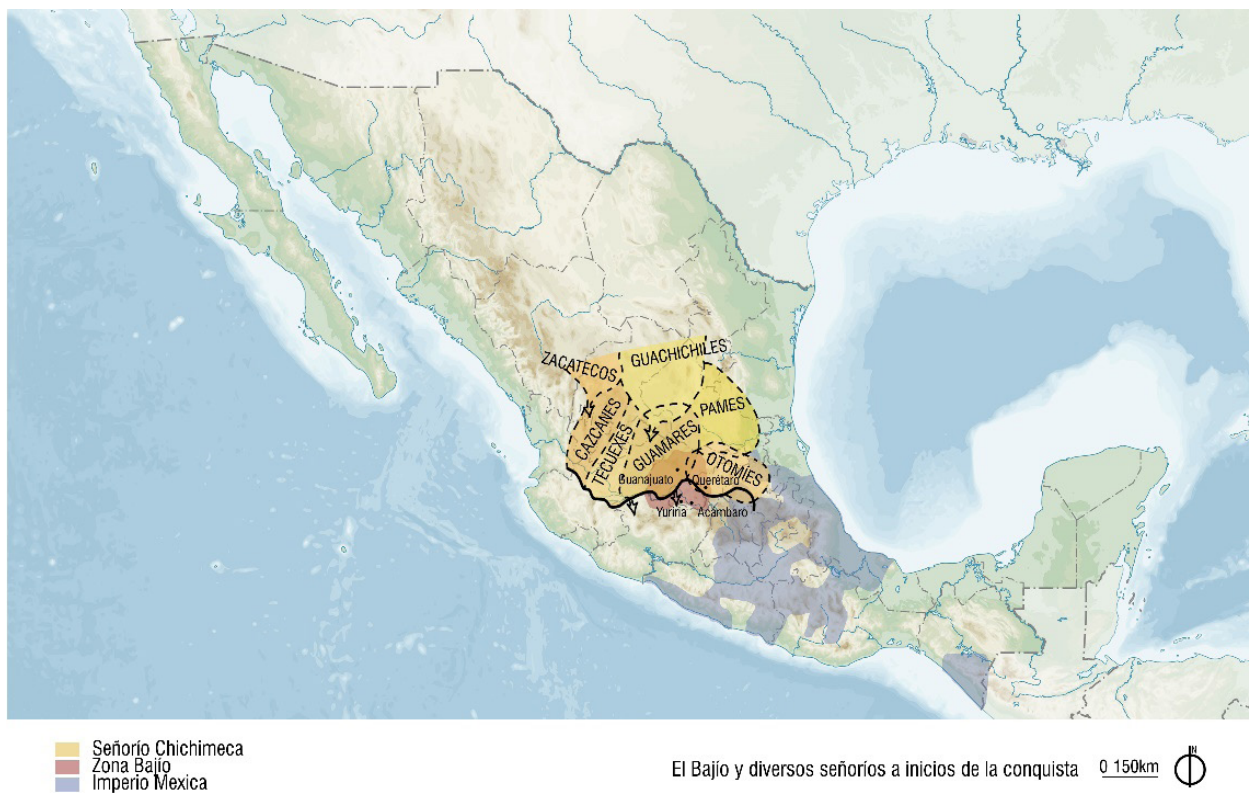 ZACATECOS
GUACHICHILES
CAZCANES
TECUEXES
GUAMARES
PAMES
OTOMÍES
Guanajuato
Querétaro
Yuriria
Acámbaro
Señorío Chichimeca
Zona Bajío
Imperio Mexica
El Bajío y diversos señoríos a inicios de la conquista 0 150km N